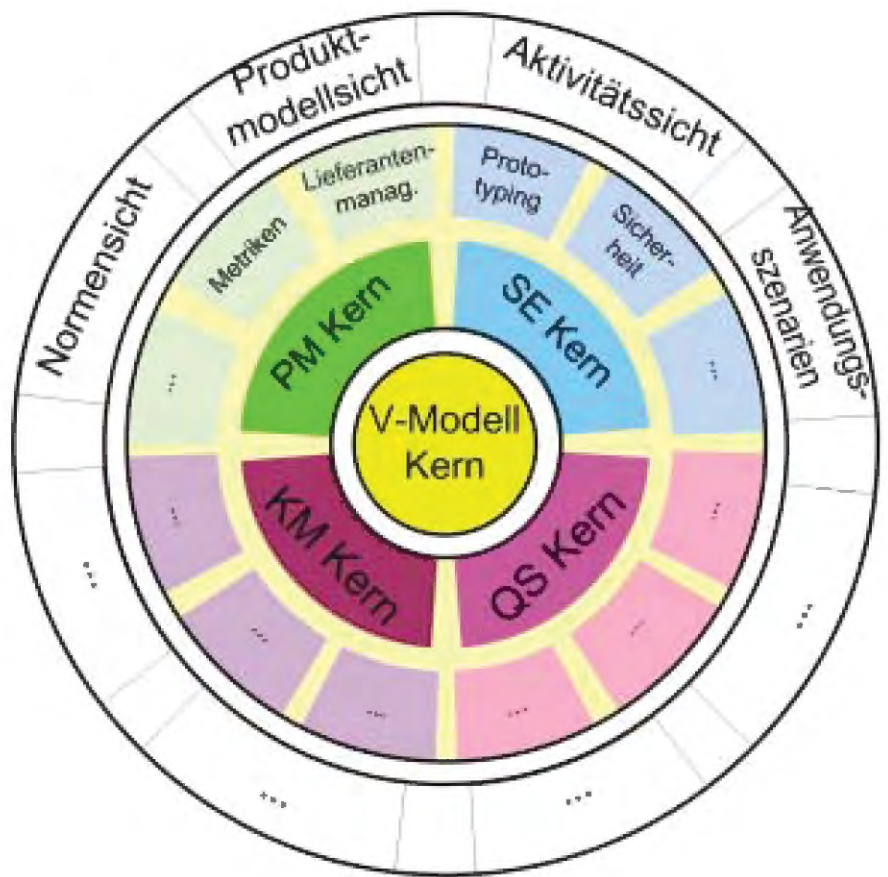 Normensicht
Produkt-
modellsicht
Aktivitätssicht
Anwendungs-
szenarien
...
Metriken
Lieferanten-
manag.
Proto-
typing
Sicher-
heit
...
PM Kern
SE Kern
V-Modell
Kern
KM Kern
QS Kern
...
...
...
...
...
...
...
...
...
...